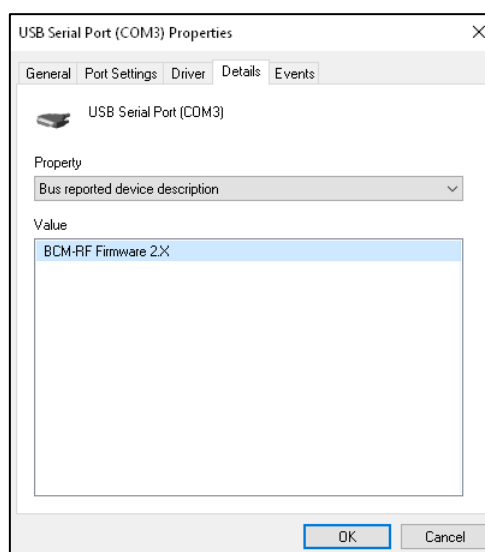 USB Serial Port (COM3) Properties
General Port Settings Driver Details Events
USB Serial Port (COM3)
Property
Bus reported device description
Value
BCM-RF Firmware 2.X
OK Cancel